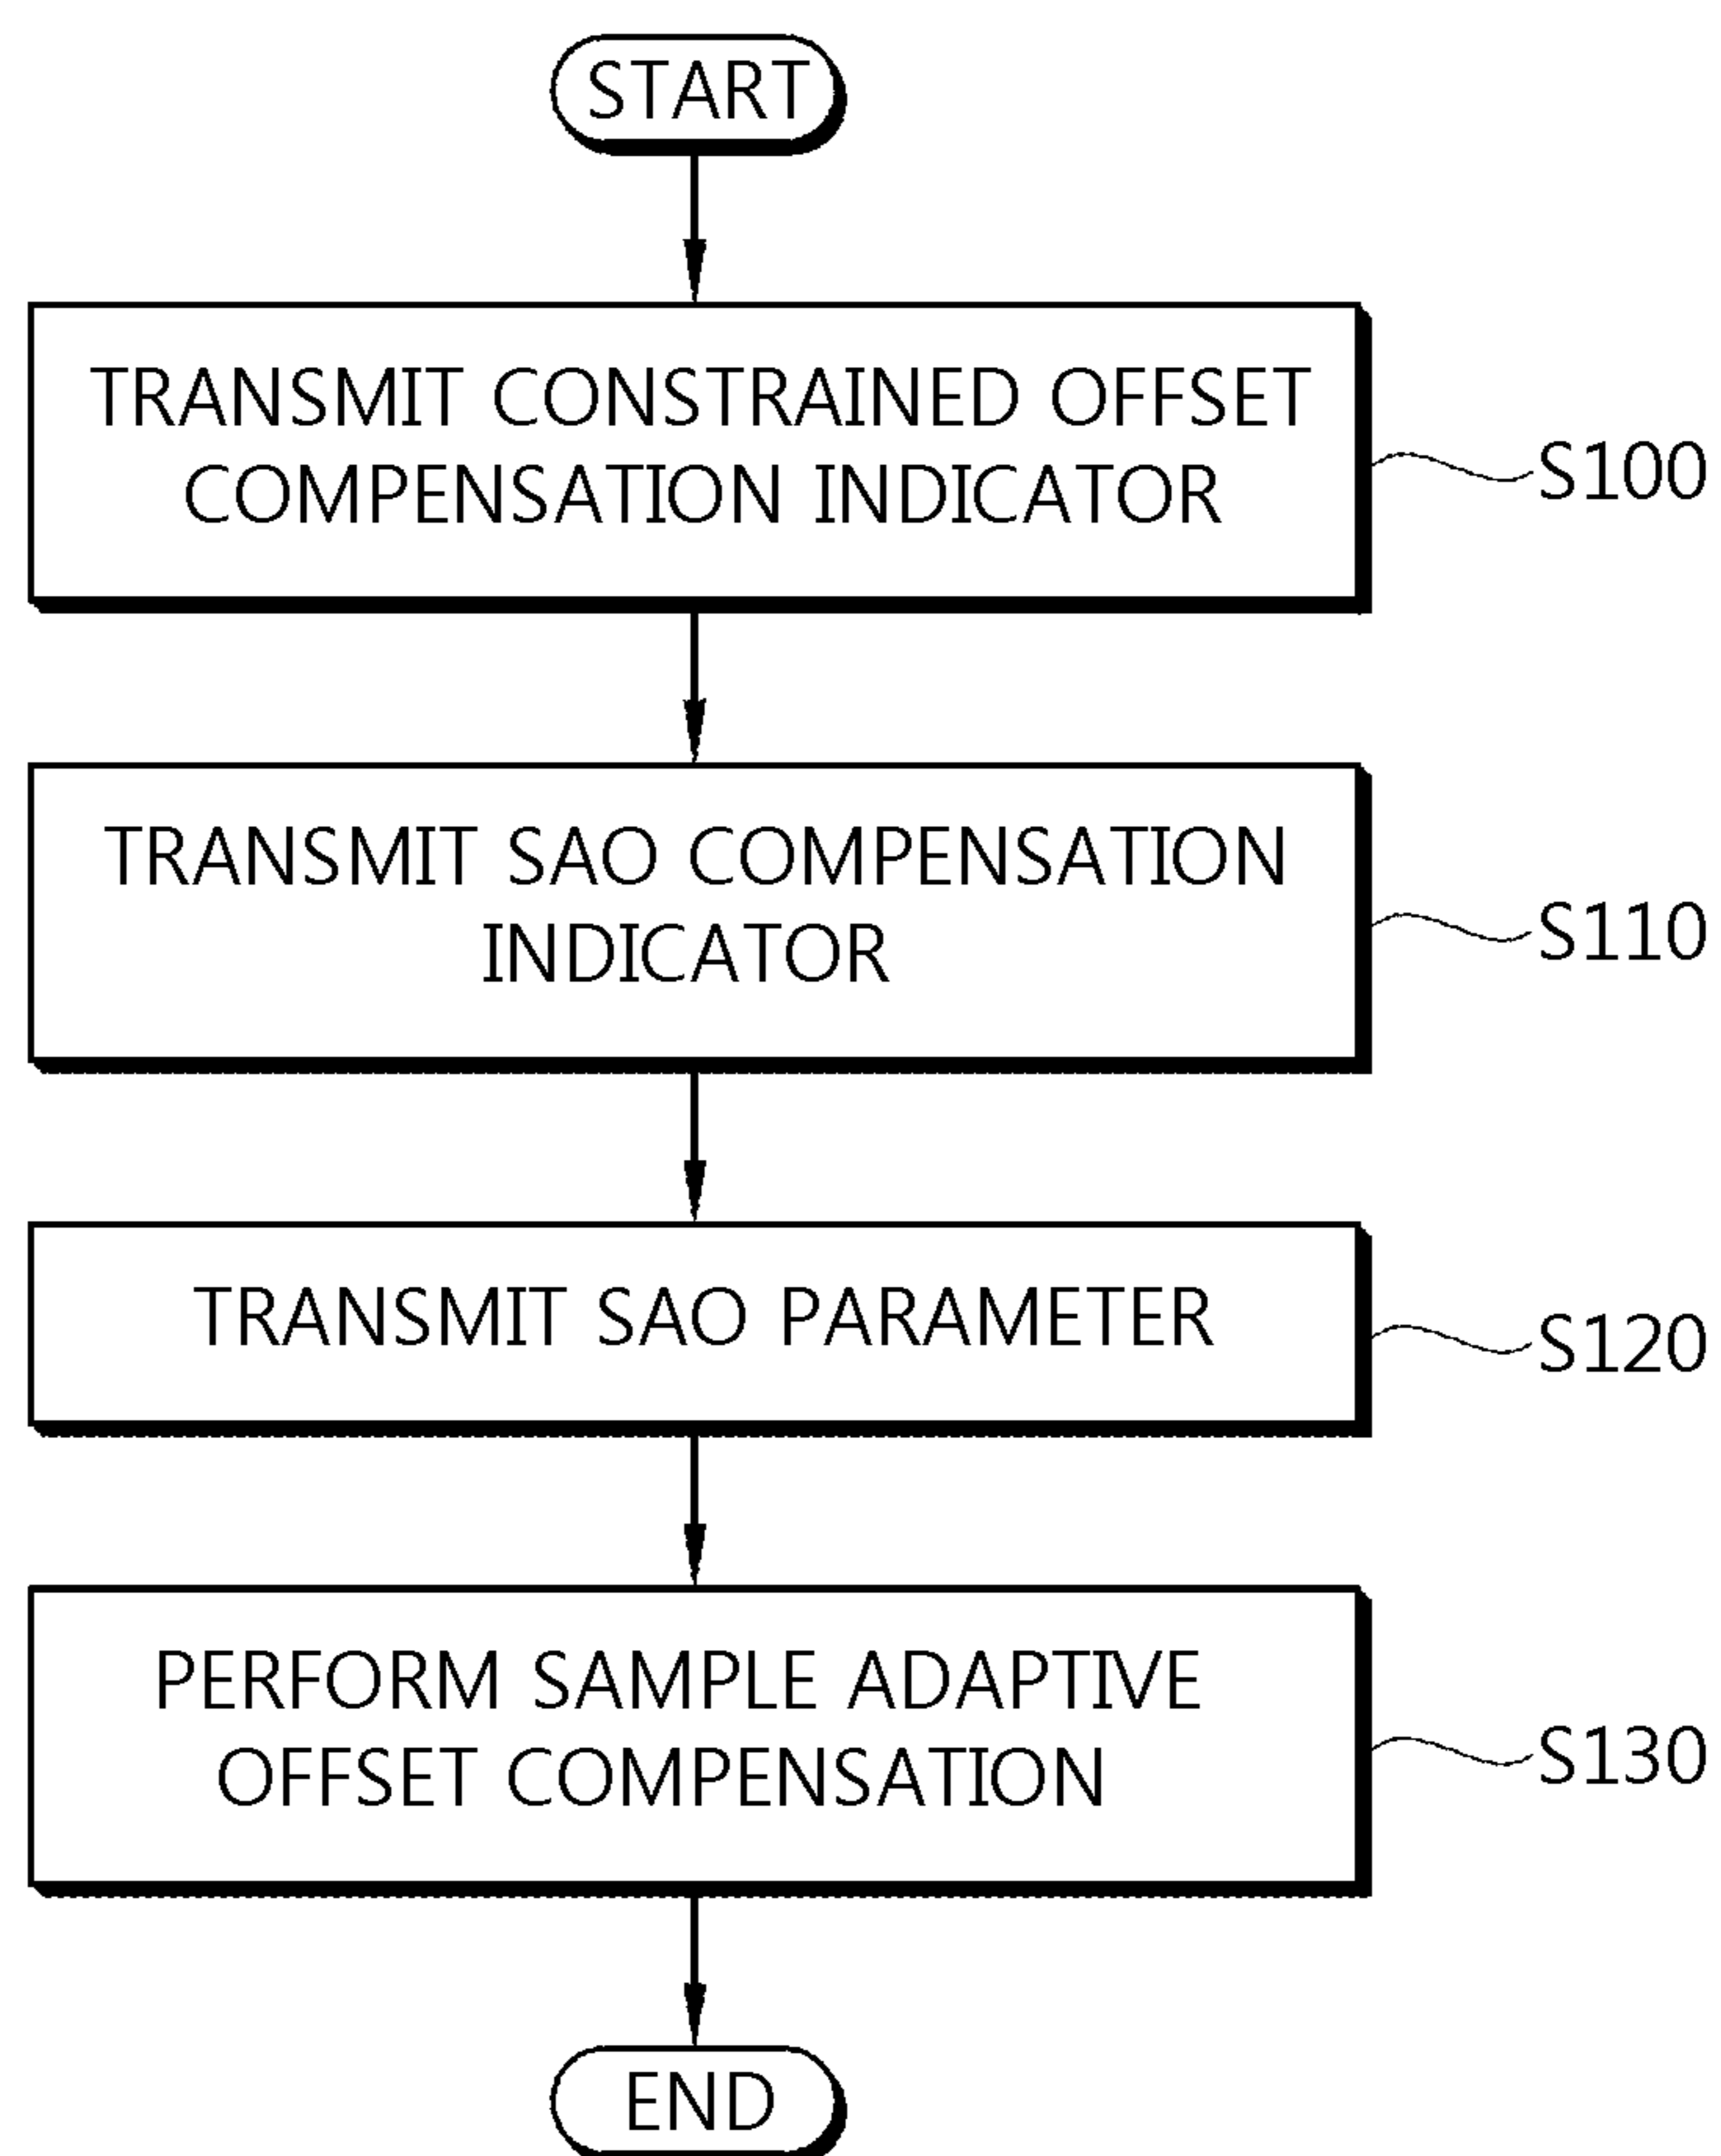 START
TRANSMIT CONSTRAINED OFFSET
COMPENSATION INDICATOR
S100
TRANSMIT SAO COMPENSATION
INDICATOR
S110
TRANSMIT SAO PARAMETER
S120
PERFORM SAMPLE ADAPTIVE
OFFSET COMPENSATION
S130
END